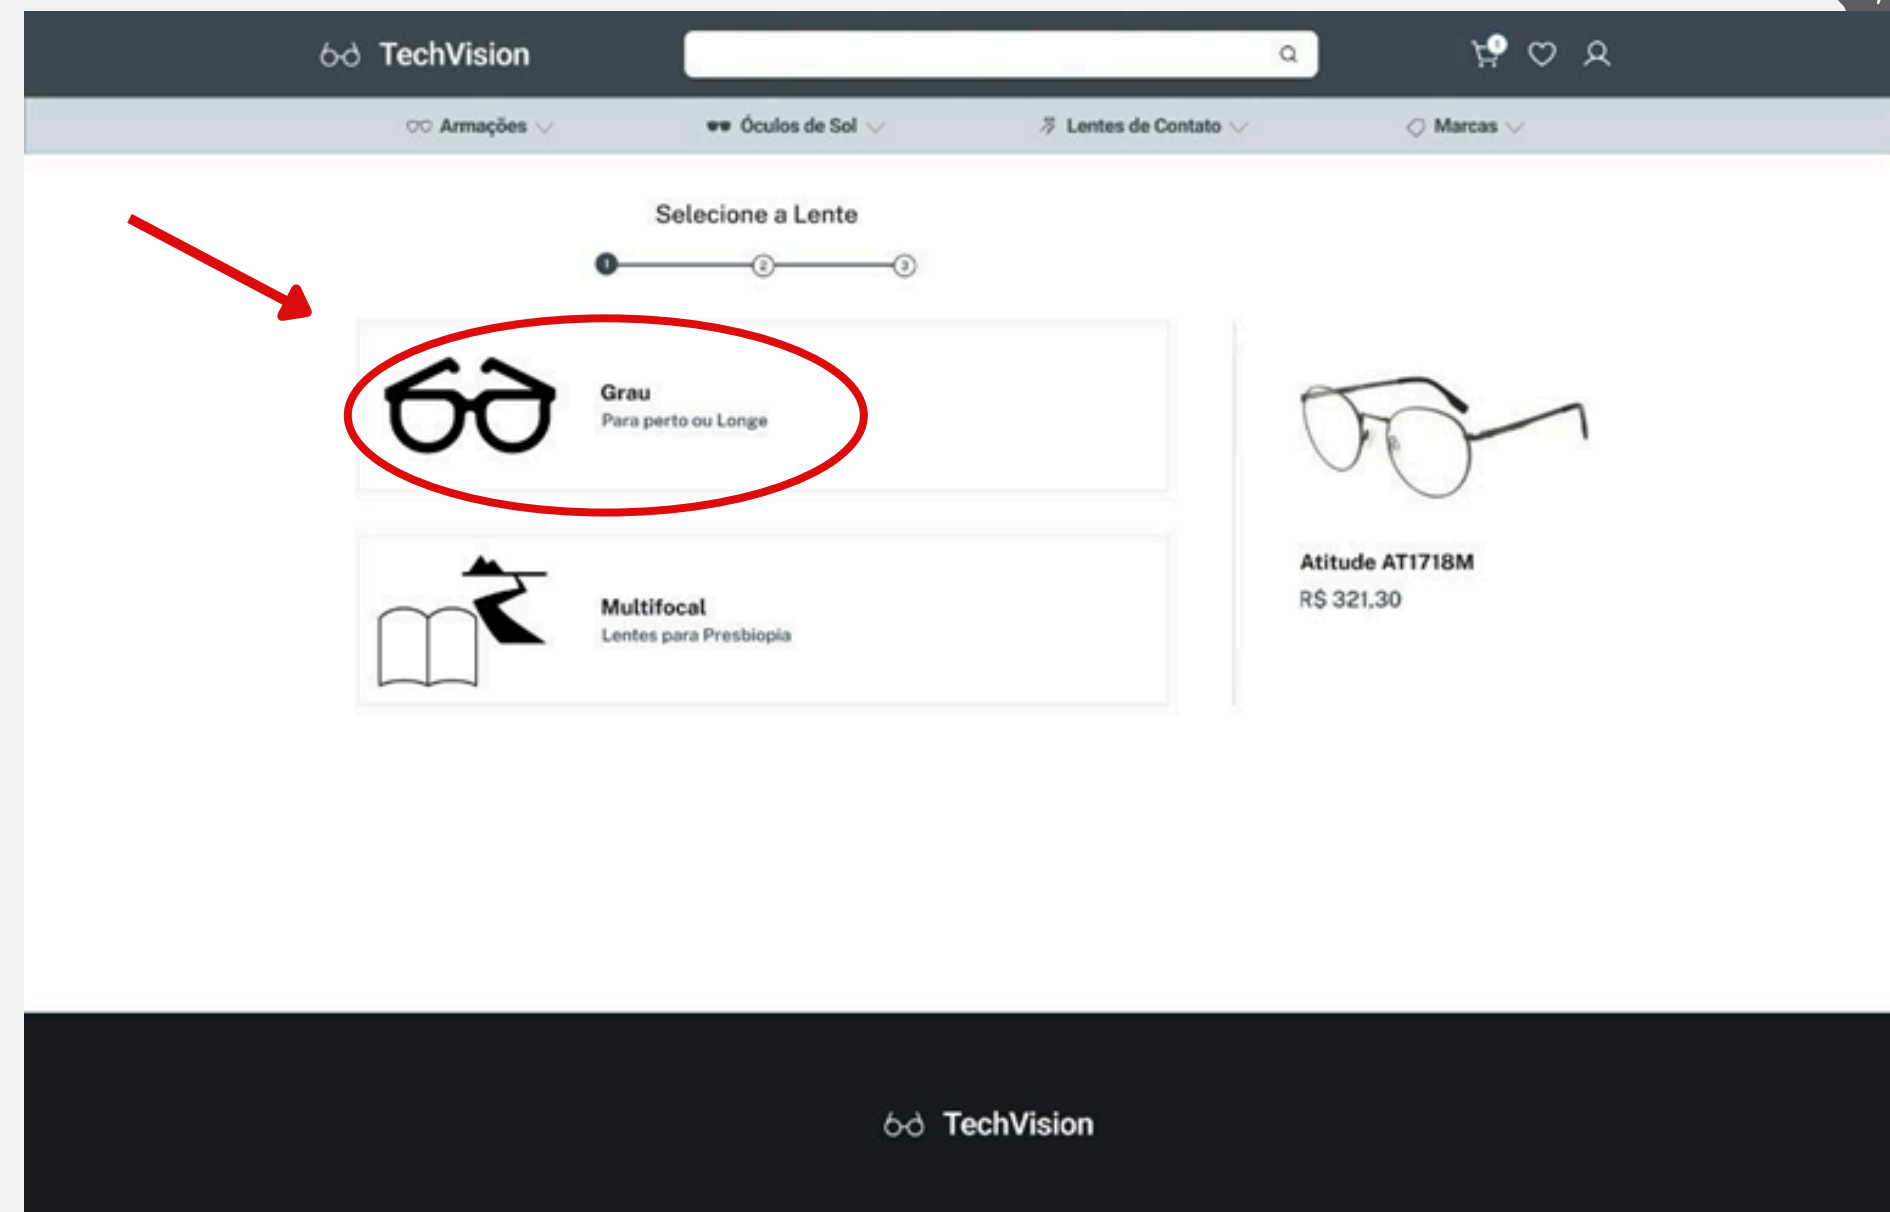 TechVision
1
Armações
Óculos de Sol
Lentes de Contato
Marcas
Selecione a Lente
1 2 3
Grau
Para perto ou Longe
Multifocal
Lentes para Presbiopia
Atitude AT1718M
R$ 321,30
TechVision